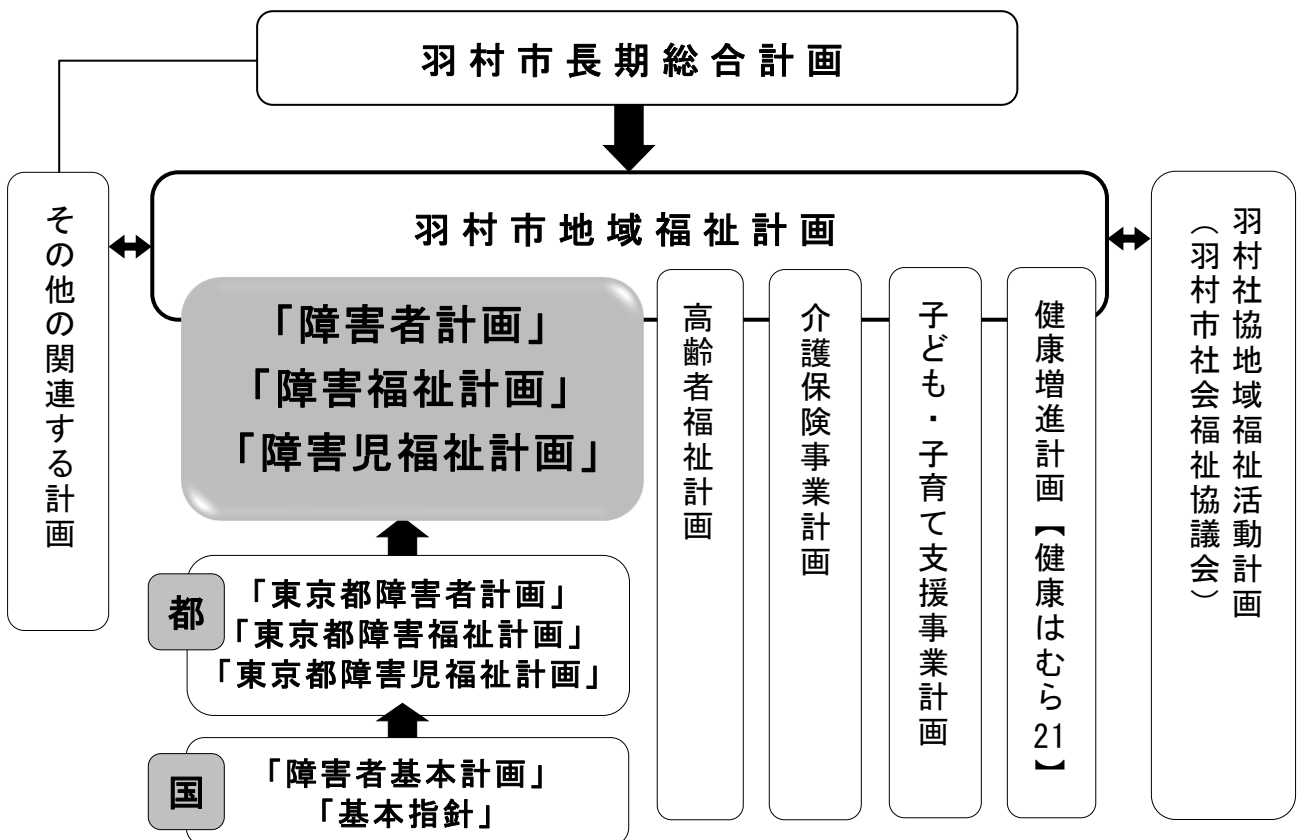 羽村市長期総合計画
その他の関連する計画
羽村市地域福祉計画
「障害者計画」
「障害福祉計画」
「障害児福祉計画」
高齢者福祉計画
介護保険事業計画
子ども・子育て支援事業計画
健康増進計画【健康はむら21】
羽村社協地域福祉活動計画
（羽村市社会福祉協議会）
都
「東京都障害者計画」
「東京都障害福祉計画」
「東京都障害児福祉計画」
国
「障害者基本計画」
「基本指針」